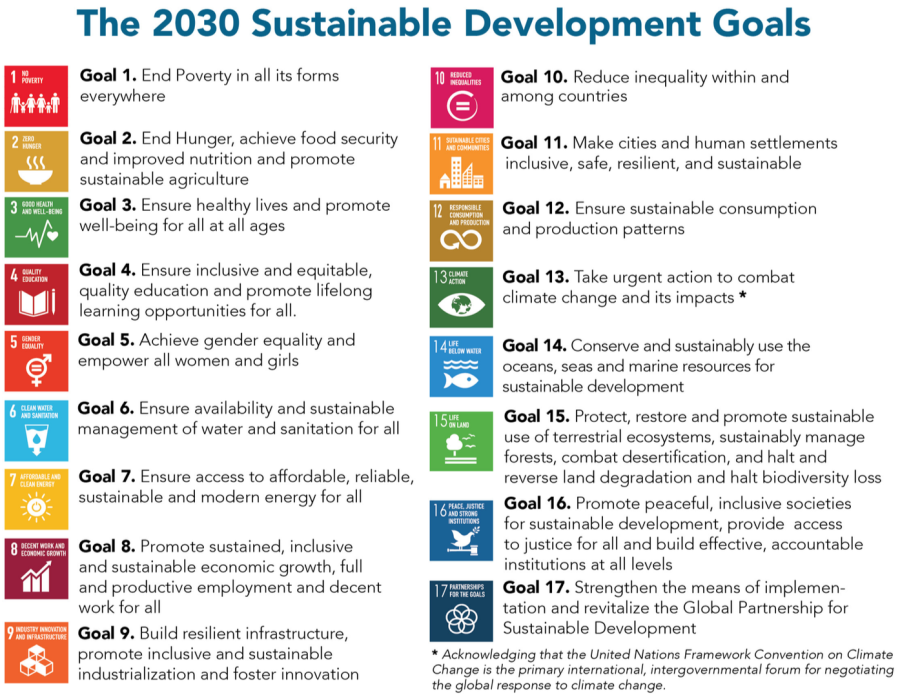 The 2030 Sustainable Development Goals
1 NO
POVERTY
Goal 1. End Poverty in all its forms
everywhere
2 ZERO
HUNGER
Goal 2. End Hunger, achieve food security
and improved nutrition and promote
sustainable agriculture
3 GOOD HEALTH
AND WELL-BEING
Goal 3. Ensure healthy lives and promote
well-being for all at all ages
4 QUALITY
EDUCATION
Goal 4. Ensure inclusive and equitable,
quality education and promote lifelong
learning opportunities for all.
5 GENDER
EQUALITY
Goal 5. Achieve gender equality and
empower all women and girls
6 CLEAN WATER
AND SANITATION
Goal 6. Ensure availability and sustainable
management of water and sanitation for all
7 AFFORDABLE AND
CLEAN ENERGY
Goal 7. Ensure access to affordable, reliable,
sustainable and modern energy for all
8 DECENT WORK AND
ECONOMIC GROWTH
Goal 8. Promote sustained, inclusive
and sustainable economic growth, full
and productive employment and decent
work for all
9 INDUSTRY INNOVATION
AND INFRASTRUCTURE
Goal 9. Build resilient infrastructure,
promote inclusive and sustainable
industrialization and foster innovation
10 REDUCED
INEQUALITIES
Goal 10. Reduce inequality within and
among countries
11 SUTAINABLE CITIES
AND COMMUNITIES
Goal 11. Make cities and human settlements
inclusive, safe, resilient, and sustainable
12 RESPONSIBLE
CONSUMPTION
AND PRODUCTION
Goal 12. Ensure sustainable consumption
and production patterns
13 CLIMATE
ACTION
Goal 13. Take urgent action to combat
climate change and its impacts *
14 LIFE
BELOW WATER
Goal 14. Conserve and sustainably use the
oceans, seas and marine resources for
sustainable development
15 LIFE
ON LAND
Goal 15. Protect, restore and promote sustainable
use of terrestrial ecosystems, sustainably manage
forests, combat desertification, and halt and
reverse land degradation and halt biodiversity loss
16 PEACE, JUSTICE
AND STRONG
INSTITUTIONS
Goal 16. Promote peaceful, inclusive societies
for sustainable development, provide access
to justice for all and build effective, accountable
institutions at all levels
17 PARTNERSHIPS
FOR THE GOALS
Goal 17. Strengthen the means of implemen-
tation and revitalize the Global Partnership for
Sustainable Development
* Acknowledging that the United Nations Framework Convention on Climate
Change is the primary international, intergovernmental forum for negotiating
the global response to climate change.